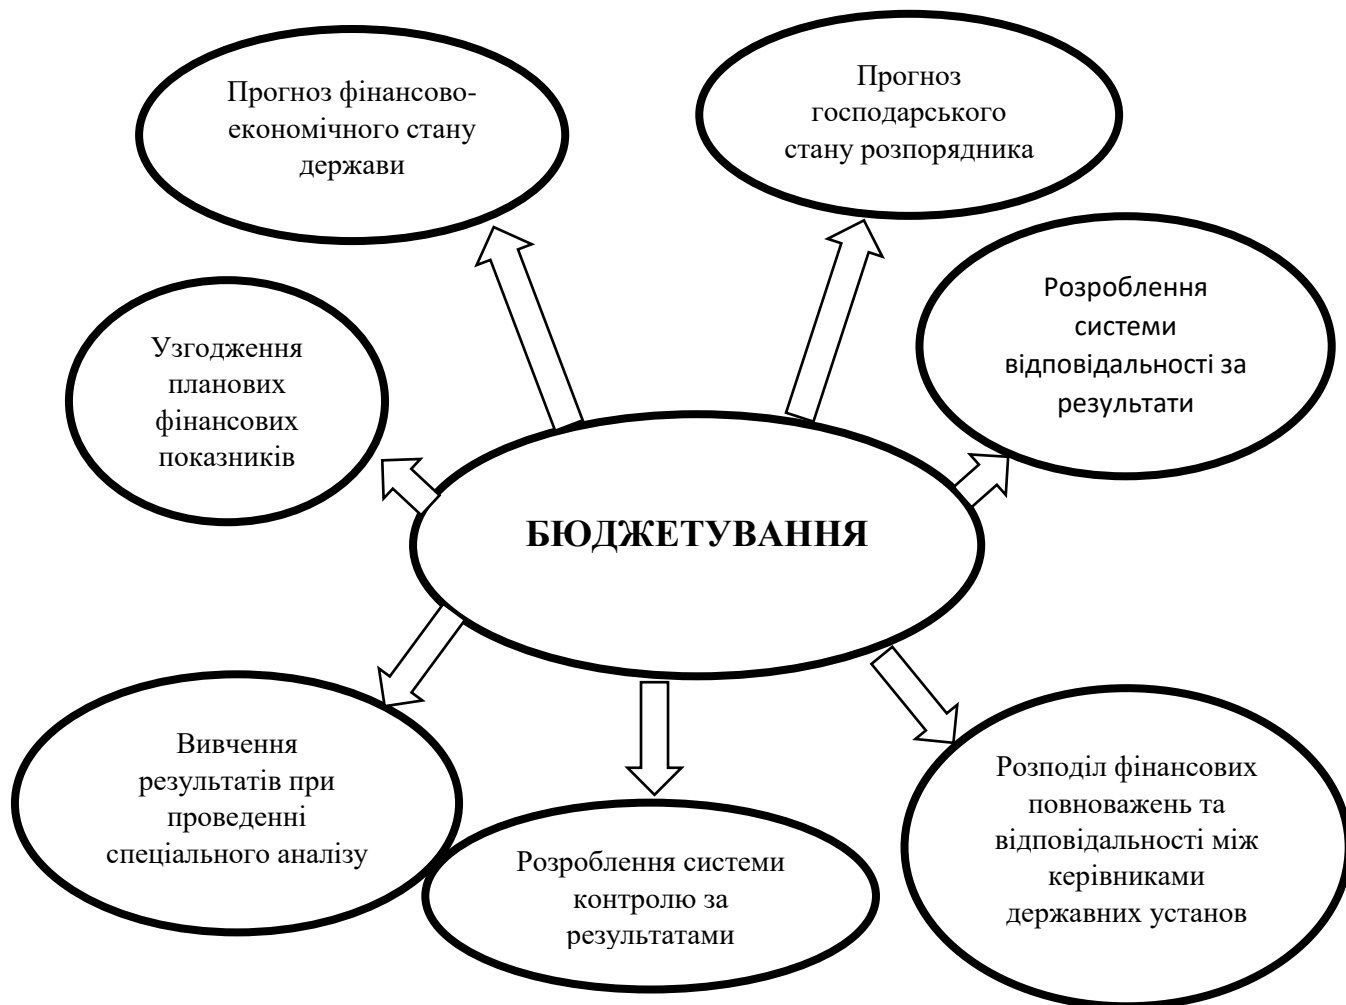 Прогноз фінансово-
економічного стану
держави
Прогноз
господарського
стану розпорядника
Розроблення
системи
відповідальності за
результати
Узгодження
планових
фінансових
показників
БЮДЖЕТУВАННЯ
Вивчення
результатів при
проведенні
спеціального аналізу
Розроблення системи
контролю за
результатами
Розподіл фінансових
повноважень та
відповідальності між
керівниками
державних установ